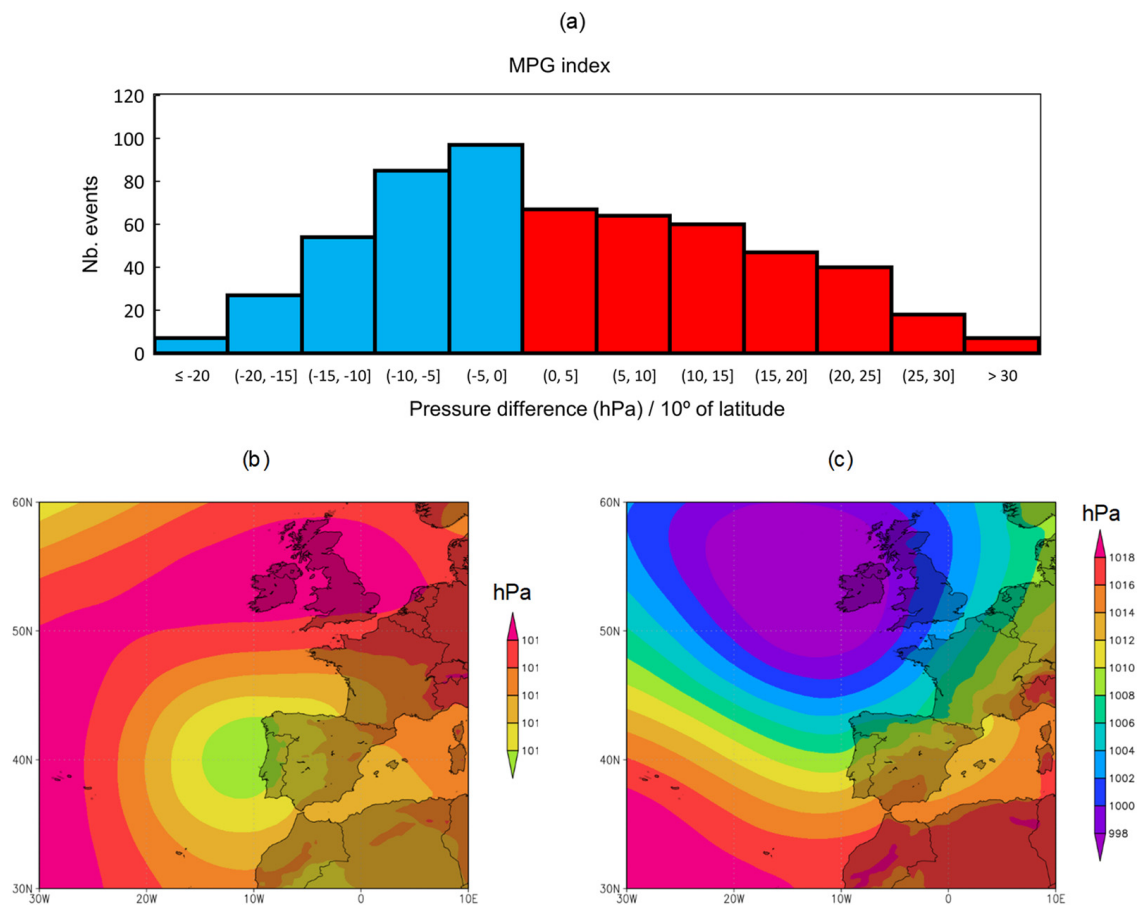 (a)
MPG index
120
100
80
60
40
20
0
Nb. events
≤ -20 (-20, -15] (-15, -10] (-10, -5] (-5, 0] (0, 5] (5, 10] (10, 15] (15, 20] (20, 25] (25, 30] > 30
Pressure difference (hPa) / 10º of latitude
(b)
60N
50N
40N
30N
30W 20W 10W 0 10E
hPa
101
101
101
101
101
(c)
60N
50N
40N
30N
30W 20W 10W 0 10E
hPa
1018
1016
1014
1012
1010
1008
1006
1004
1002
1000
998